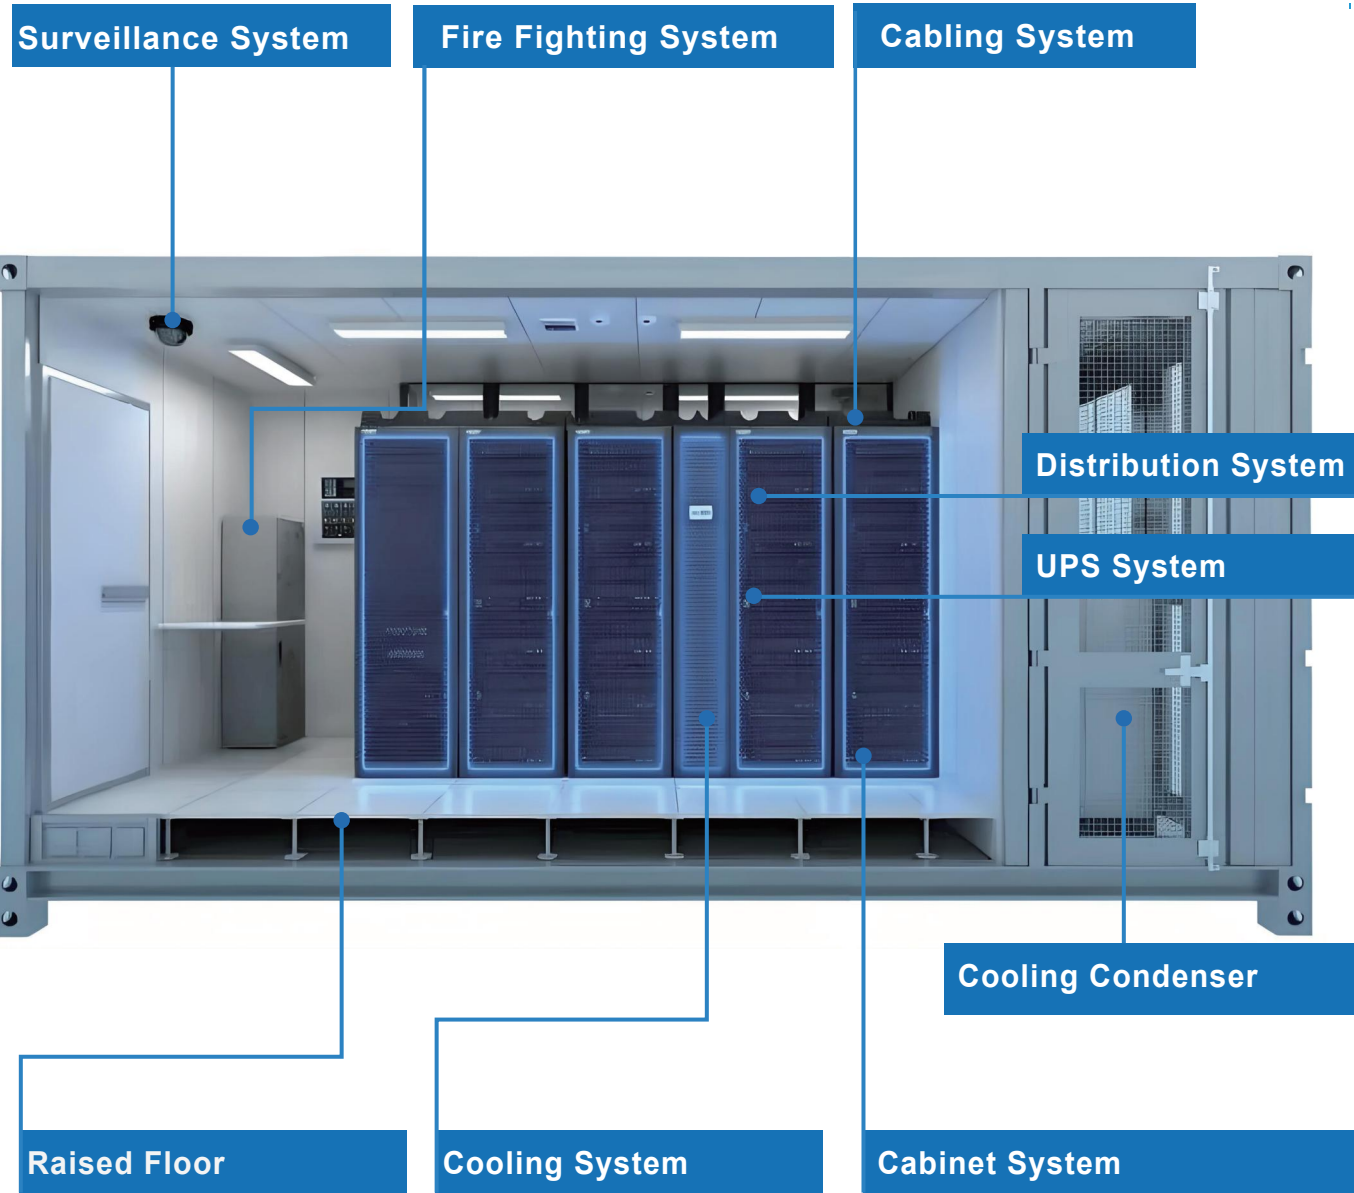 Surveillance System
Fire Fighting System
Cabling System
Distribution System
UPS System
Cooling Condenser
Raised Floor
Cooling System
Cabinet System